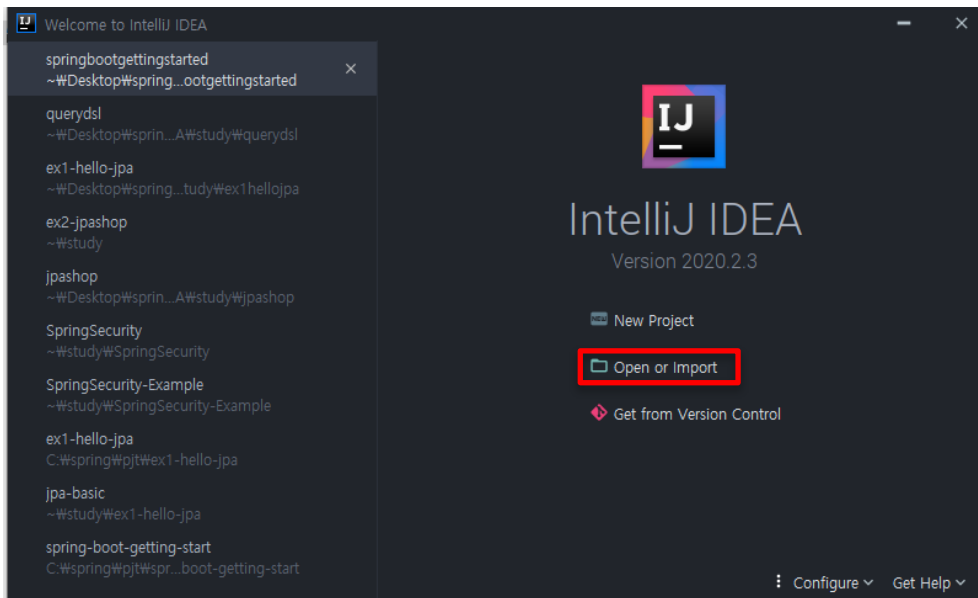 IJ
Welcome to IntelliJ IDEA
springbootgettingstarted
~₩Desktop₩spring...ootgettingstarted
querydsl
~₩Desktop₩sprin...A₩study₩querydsl
ex1-hello-jpa
~₩Desktop₩spring...tudy₩ex1hellojpa
ex2-jpashop
~₩study
jpashop
~₩Desktop₩sprin...A₩study₩jpashop
SpringSecurity
~₩study₩SpringSecurity
SpringSecurity-Example
~₩study₩SpringSecurity-Example
ex1-hello-jpa
C:₩spring₩pjt₩ex1-hello-jpa
jpa-basic
~₩study₩ex1-hello-jpa
spring-boot-getting-start
C:₩spring₩pjt₩spr...boot-getting-start
IJ
IntelliJ IDEA
Version 2020.2.3
New Project
Open or Import
Get from Version Control
Configure
Get Help